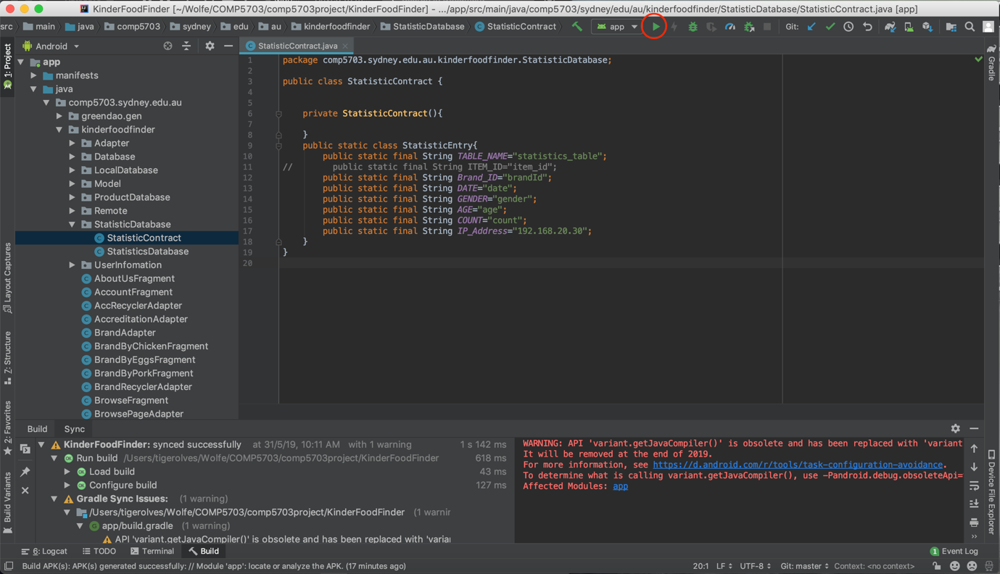 KinderFoodFinder [~/Wolfe/COMP5703/comp5703project/KinderFoodFinder] - .../app/src/main/java/comp5703/sydney/edu/au/kinderfoodfinder/StatisticDatabase/StatisticContract.java [app]
src main java comp5703 sydney edu au kinderfoodfinder StatisticDatabase StatisticContract app Git:
1: Project
Layout Captures
Z: Structure
2: Favorites
Build Variants
Android
app
manifests
java
comp5703.sydney.edu.au
greendao.gen
kinderfoodfinder
Adapter
Database
LocalDatabase
Model
ProductDatabase
Remote
StatisticDatabase
StatisticContract
StatisticsDatabase
UserInfomation
AboutUsFragment
AccountFragment
AccRecyclerAdapter
AccreditationAdapter
BrandAdapter
BrandByChickenFragment
BrandByEggsFragment
BrandByPorkFragment
BrandRecyclerAdapter
BrowseFragment
BrowsePageAdapter
StatisticContract.java
1 package comp5703.sydney.edu.au.kinderfoodfinder.StatisticDatabase;
2
3 public class StatisticContract {
4
5
6 private StatisticContract(){
7
8 }
9 public static class StatisticEntry{
10 public static final String TABLE_NAME="statistics_table";
11 // public static final String ITEM_ID="item_id";
12 public static final String Brand_ID="brandId";
13 public static final String DATE="date";
14 public static final String GENDER="gender";
15 public static final String AGE="age";
16 public static final String COUNT="count";
17 public static final String IP_Address="192.168.20.30";
18 }
19 }
20
Gradle
Device File Explorer
Build Sync
KinderFoodFinder: synced successfully at 31/5/19, 10:11 AM with 1 warning 1 s 142 ms
Run build /Users/tigerolves/Wolfe/COMP5703/comp5703project/KinderFoodFinder 618 ms
Load build 43 ms
Configure build 127 ms
Gradle Sync Issues: (1 warning)
/Users/tigerolves/Wolfe/COMP5703/comp5703project/KinderFoodFinder (1 warnin
app/build.gradle (1 warning)
API 'variant.getJavaCompiler()' is obsolete and has been replaced with 'varia
WARNING: API 'variant.getJavaCompiler()' is obsolete and has been replaced with 'variant
It will be removed at the end of 2019.
For more information, see https://d.android.com/r/tools/task-configuration-avoidance.
To determine what is calling variant.getJavaCompiler(), use -Pandroid.debug.obsoleteApi=
Affected Modules: app
6: Logcat TODO Terminal Build 1 Event Log
Build APK(s): APK(s) generated successfully: // Module 'app': locate or analyze the APK. (17 minutes ago) 20:1 LF UTF-8 Git: master Context: <no context>